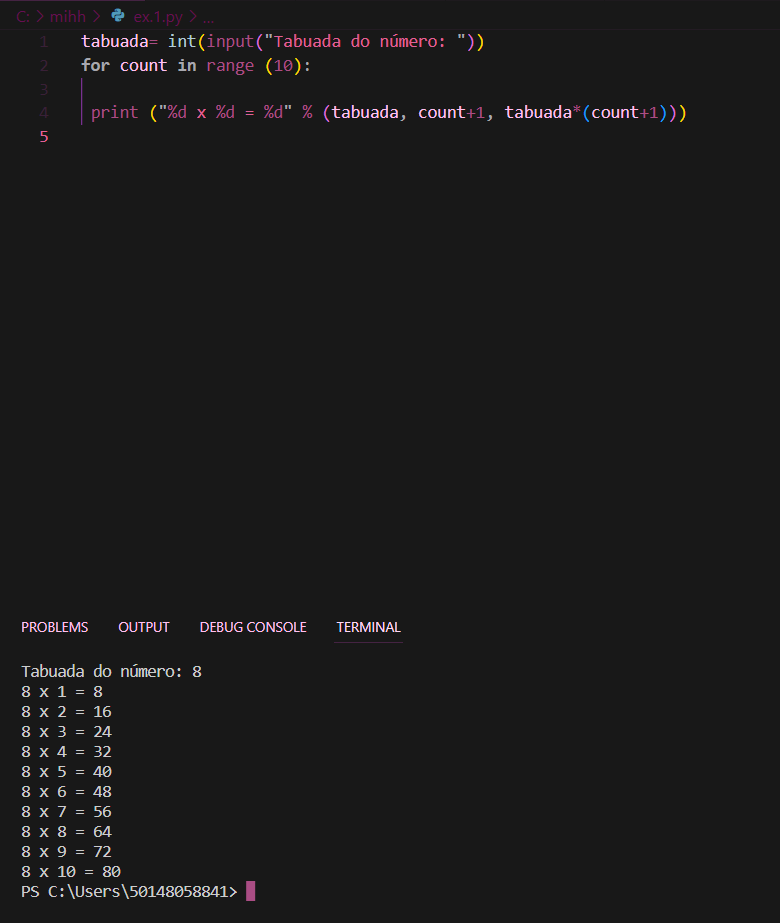 C: > mihh > ex.1.py > ...
1 tabuada= int(input("Tabuada do número: "))
2 for count in range (10):
3
4 print ("%d x %d = %d" % (tabuada, count+1, tabuada*(count+1)))
5
PROBLEMS OUTPUT DEBUG CONSOLE TERMINAL
Tabuada do número: 8
8 x 1 = 8
8 x 2 = 16
8 x 3 = 24
8 x 4 = 32
8 x 5 = 40
8 x 6 = 48
8 x 7 = 56
8 x 8 = 64
8 x 9 = 72
8 x 10 = 80
PS C:\Users\50148058841>